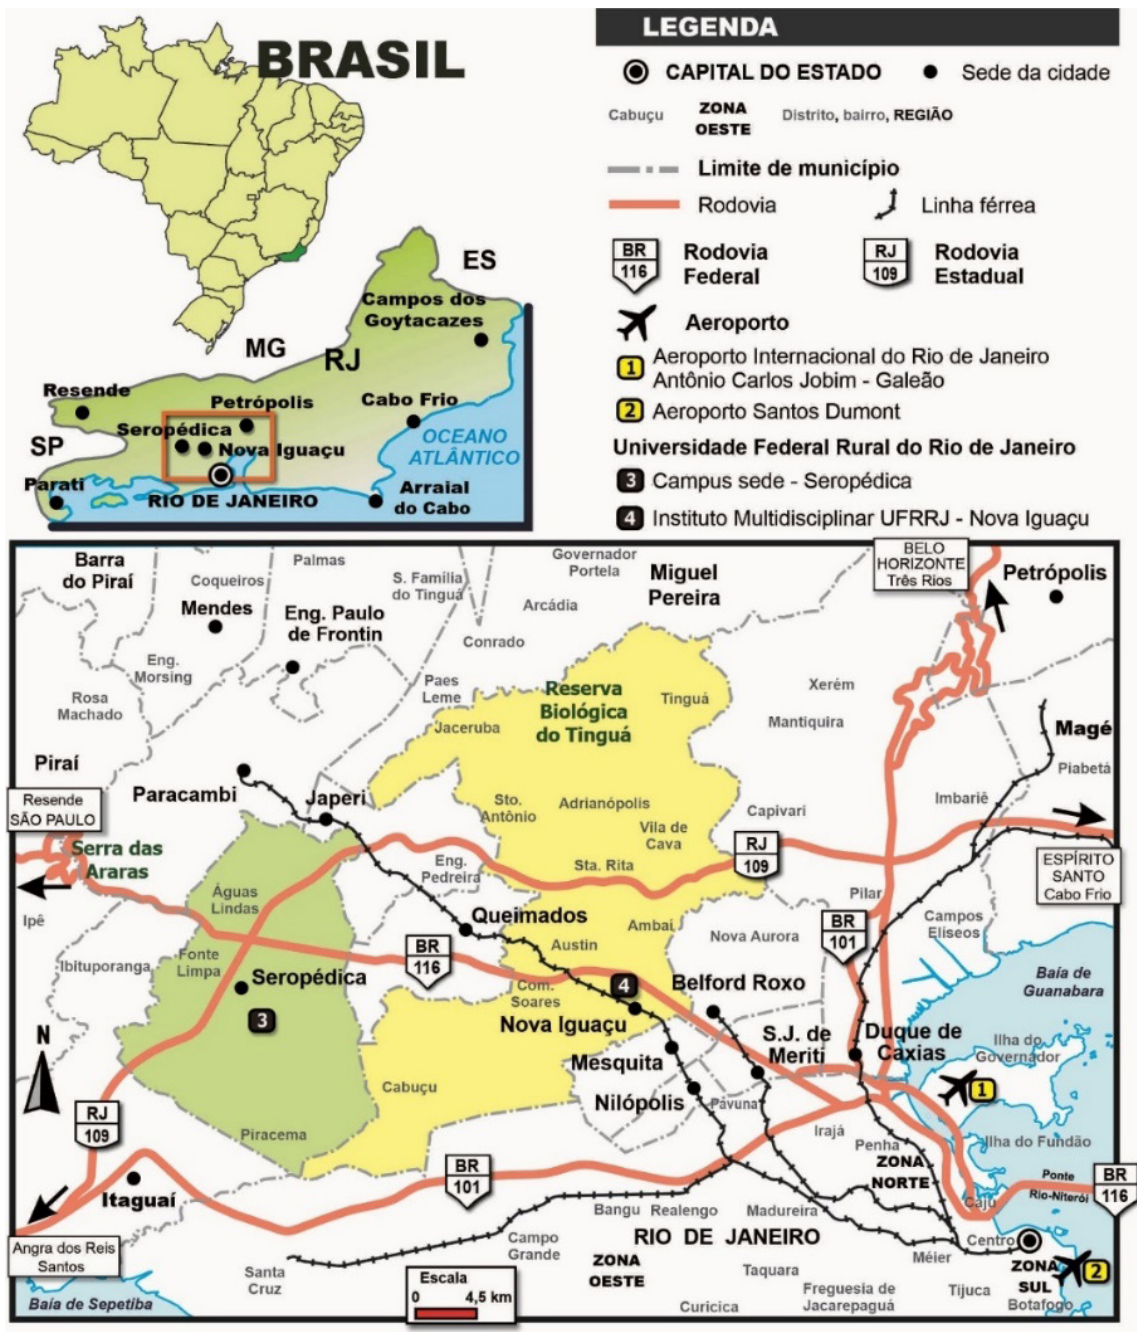 BRASIL
MG
ES
RJ
SP
Campos dos
Goytacazes
Resende
Petrópolis
Cabo Frio
Seropédica
Nova Iguaçu
OCEANO
ATLÂNTICO
Parati
RIO DE JANEIRO
Arraial
do Cabo
LEGENDA
CAPITAL DO ESTADO
Sede da cidade
Cabuçu
ZONA
OESTE
Distrito, bairro, REGIÃO
Limite de município
Rodovia
Linha férrea
BR
116
Rodovia
Federal
RJ
109
Rodovia
Estadual
Aeroporto
1 Aeroporto Internacional do Rio de Janeiro
Antônio Carlos Jobim - Galeão
2 Aeroporto Santos Dumont
Universidade Federal Rural do Rio de Janeiro
3 Campus sede - Seropédica
4 Instituto Multidisciplinar UFRRJ - Nova Iguaçu
Barra
do Piraí
Palmas
Coqueiros
Mendes
Eng. Paulo
de Frontin
S. Família
do Tinguá
Governador
Portela
Arcádia
Miguel
Pereira
Conrado
BELO
HORIZONTE
Três Rios
Petrópolis
Eng.
Morsing
Rosa
Machado
Paes
Leme
Jaceruba
Reserva
Biológica
do Tinguá
Tinguá
Xerém
Mantiquira
Magé
Piabetá
Piraí
Paracambi
Japeri
Sto.
Antônio
Adrianópolis
Vila de
Cava
Capivari
Imbariê
Resende
SÃO PAULO
Serra das
Araras
Águas
Lindas
Eng.
Pedreira
Sta. Rita
RJ
109
ESPÍRITO
SANTO
Cabo Frio
Ipê
Ibituporanga
Fonte
Limpa
Queimados
Austin
Ambai
Nova Aurora
Pilar
BR
101
Campos
Elíseos
BR
116
Seropédica
3
Com.
Soares
4
Nova Iguaçu
Belford Roxo
Baía de
Guanabara
Mesquita
S.J. de
Meriti
Duque de
Caxias
Ilha do
Governador
1
N
Nilópolis
Pavuna
Cabuçu
RJ
109
Piracema
Irajá
Penha
Ilha do Fundão
ZONA
NORTE
Itaguaí
BR
101
Ponte
Rio-Niterói
BR
116
Caju
Bangu
Realengo
Madureira
RIO DE JANEIRO
Centro
Méier
Angra dos Reis
Santos
Campo
Grande
ZONA
OESTE
Santa
Cruz
Taquara
ZONA
SUL
2
Baía de Sepetiba
Escala
0 4,5 km
Freguesia de
Jacarepaguá
Tijuca
Curicica
Botafogo